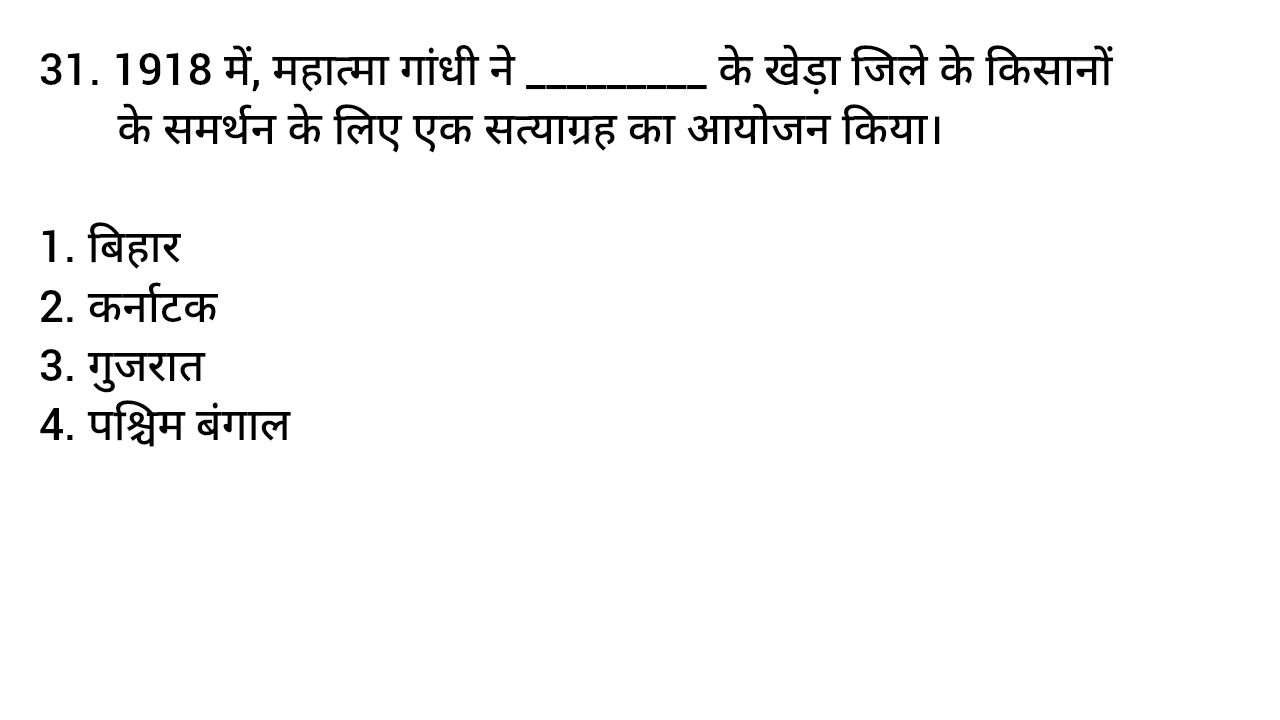 31. 1918 में, महात्मा गांधी ने _________ के खेड़ा जिले के किसानों
के समर्थन के लिए एक सत्याग्रह का आयोजन किया।
1. बिहार
2. कर्नाटक
3. गुजरात
4. पश्चिम बंगाल